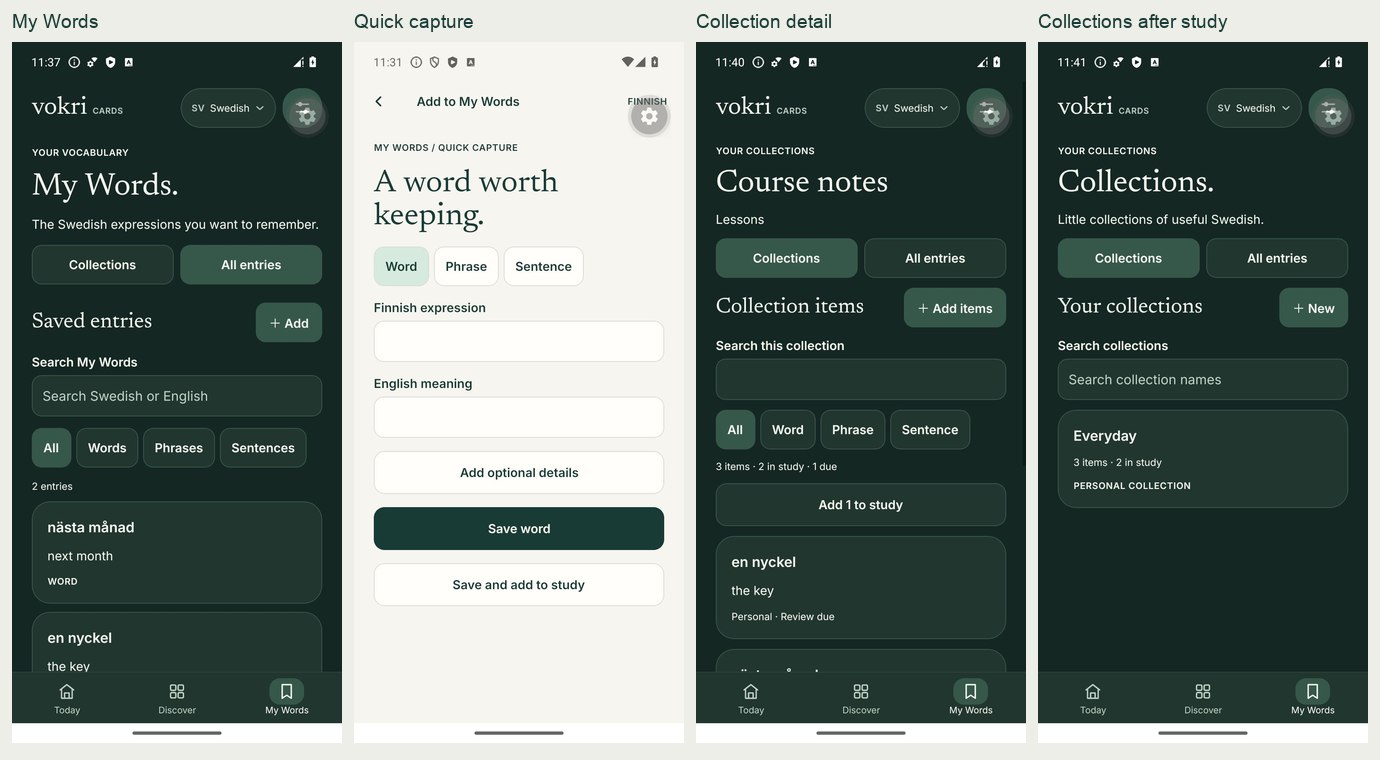 My Words
11:37
vokri CARDS
SV Swedish
YOUR VOCABULARY
My Words.
The Swedish expressions you want to remember.
Collections
All entries
Saved entries
+ Add
Search My Words
Search Swedish or English
All
Words
Phrases
Sentences
2 entries
nästa månad
next month
WORD
en nyckel
the key
Today
Discover
My Words
Quick capture
11:31
Add to My Words
FINNISH
MY WORDS / QUICK CAPTURE
A word worth
keeping.
Word
Phrase
Sentence
Finnish expression
English meaning
Add optional details
Save word
Save and add to study
Collection detail
11:40
vokri CARDS
SV Swedish
YOUR COLLECTIONS
Course notes
Lessons
Collections
All entries
Collection items
+ Add items
Search this collection
All
Word
Phrase
Sentence
3 items · 2 in study · 1 due
Add 1 to study
en nyckel
the key
Personal · Review due
Today
Discover
My Words
Collections after study
11:41
vokri CARDS
SV Swedish
YOUR COLLECTIONS
Collections.
Little collections of useful Swedish.
Collections
All entries
Your collections
+ New
Search collections
Search collection names
Everyday
3 items · 2 in study
PERSONAL COLLECTION
Today
Discover
My Words